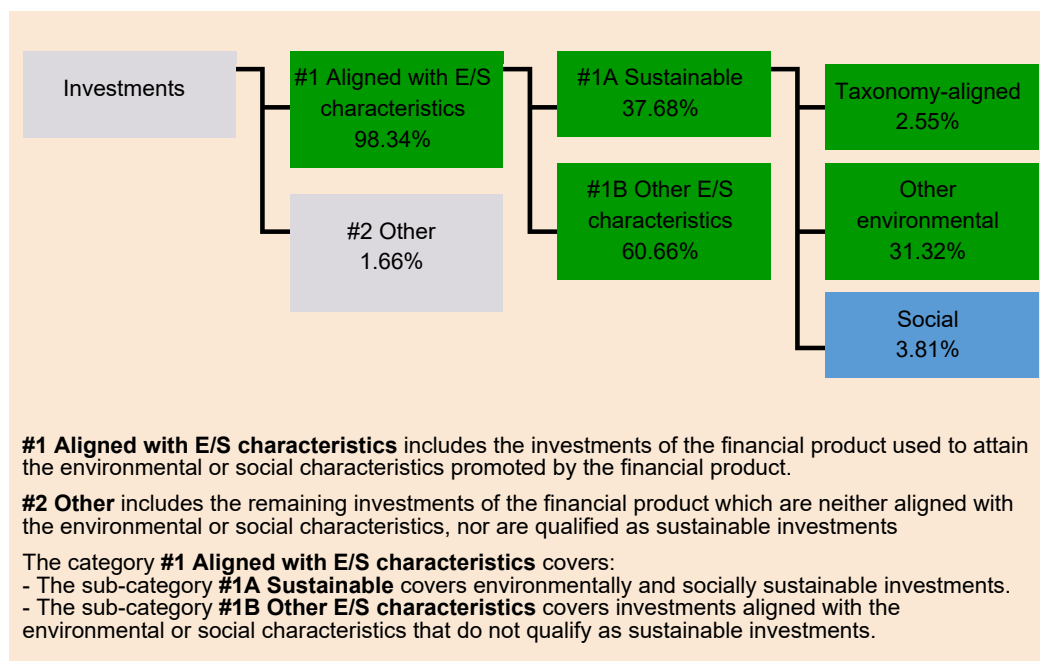 Investments
#1 Aligned with E/S
characteristics
98.34%
#2 Other
1.66%
#1A Sustainable
37.68%
#1B Other E/S
characteristics
60.66%
Taxonomy-aligned
2.55%
Other
environmental
31.32%
Social
3.81%
#1 Aligned with E/S characteristics includes the investments of the financial product used to attain
the environmental or social characteristics promoted by the financial product.
#2 Other includes the remaining investments of the financial product which are neither aligned with
the environmental or social characteristics, nor are qualified as sustainable investments
The category #1 Aligned with E/S characteristics covers:
- The sub-category #1A Sustainable covers environmentally and socially sustainable investments.
- The sub-category #1B Other E/S characteristics covers investments aligned with the
environmental or social characteristics that do not qualify as sustainable investments.